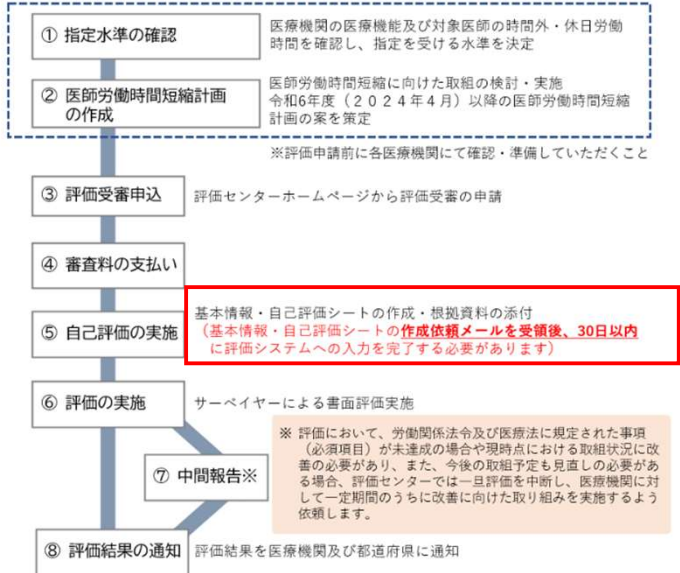 ① 指定水準の確認
医療機関の医療機能及び対象医師の時間外・休日労働
時間を確認し、指定を受ける水準を決定
② 医師労働時間短縮計画
の作成
医師労働時間短縮に向けた取組の検討・実施
令和6年度（２０２４年４月）以降の医師労働時間短縮
計画の案を策定
※評価申請前に各医療機関にて確認・準備していただくこと
③ 評価受審申込
評価センターホームページから評価受審の申請
④ 審査料の支払い
⑤ 自己評価の実施
基本情報・自己評価シートの作成・根拠資料の添付
（基本情報・自己評価シートの作成依頼メールを受領後、30日以内
に評価システムへの入力を完了する必要があります）
⑥ 評価の実施
サーベイヤーによる書面評価実施
⑦ 中間報告※
※ 評価において、労働関係法令及び医療法に規定された事項
（必須項目）が未達成の場合や現時点における取組状況に改
善の必要があり、また、今後の取組予定も見直しの必要があ
る場合、評価センターでは一旦評価を中断し、医療機関に対
して一定期間のうちに改善に向けた取り組みを実施するよう
依頼します。
⑧ 評価結果の通知
評価結果を医療機関及び都道府県に通知